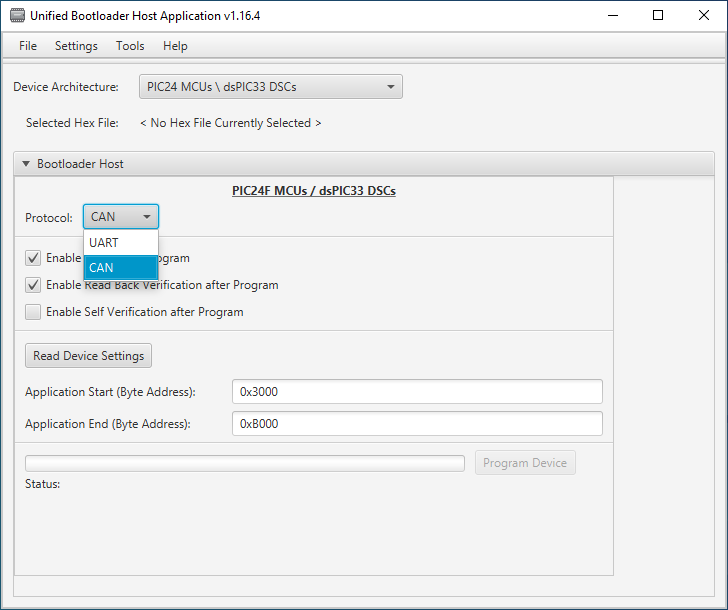 Unified Bootloader Host Application v1.16.4
File Settings Tools Help
Device Architecture: PIC24 MCUs \ dsPIC33 DSCs
Selected Hex File: < No Hex File Currently Selected >
Bootloader Host
PIC24F MCUs / dsPIC33 DSCs
Protocol: CAN
UART
Enable ogram
CAN
Enable Read Back Verification after Program
Enable Self Verification after Program
Read Device Settings
Application Start (Byte Address): 0x3000
Application End (Byte Address): 0xB000
Program Device
Status: